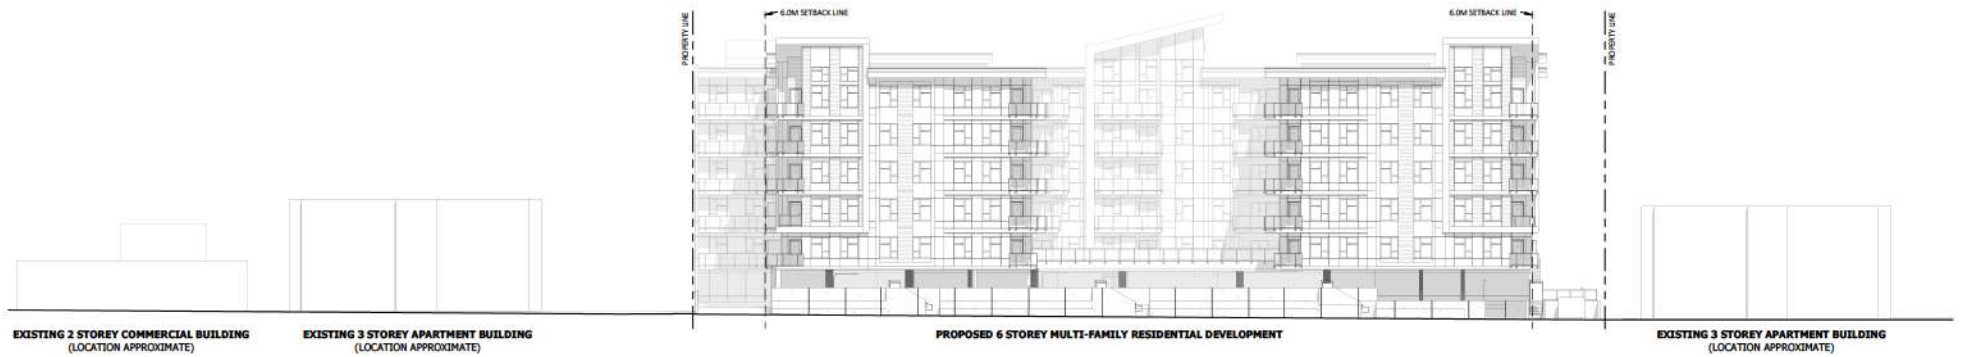 PROPERTY LINE
6.0M SETBACK LINE
6.0M SETBACK LINE
PROPERTY LINE
EXISTING 2 STOREY COMMERCIAL BUILDING
(LOCATION APPROXIMATE)
EXISTING 3 STOREY APARTMENT BUILDING
(LOCATION APPROXIMATE)
PROPOSED 6 STOREY MULTI-FAMILY RESIDENTIAL DEVELOPMENT
EXISTING 3 STOREY APARTMENT BUILDING
(LOCATION APPROXIMATE)